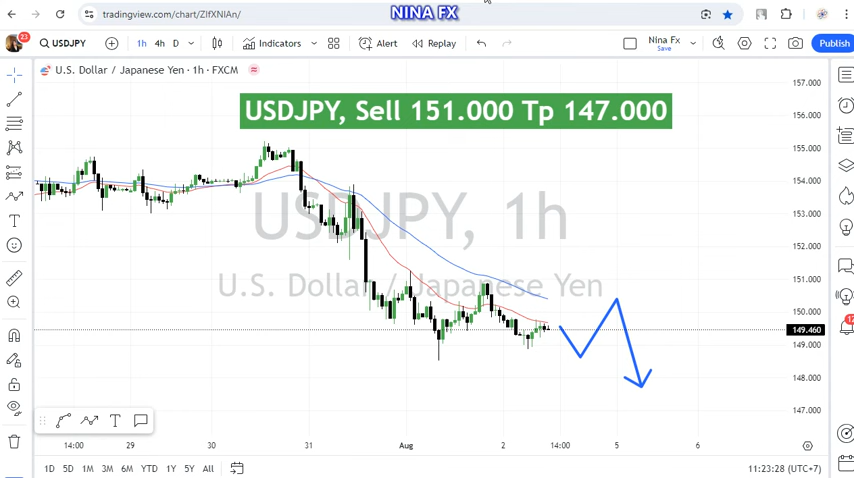 tradingview.com/chart/ZIfXNIAn/
NINA FX
23
USDJPY
1h 4h D
Indicators
Alert
Replay
Nina Fx
Save
Publish
U.S. Dollar / Japanese Yen · 1h · FXCM
USDJPY, Sell 151.000 Tp 147.000
USDJPY, 1h
U.S. Dollar / Japanese Yen
157.000
156.000
155.000
154.000
153.000
152.000
151.000
150.000
149.460
149.000
148.000
147.000
14:00 29 30 31 Aug 2 14:00 5 6
1D 5D 1M 3M 6M YTD 1Y 5Y All
11:23:28 (UTC+7)